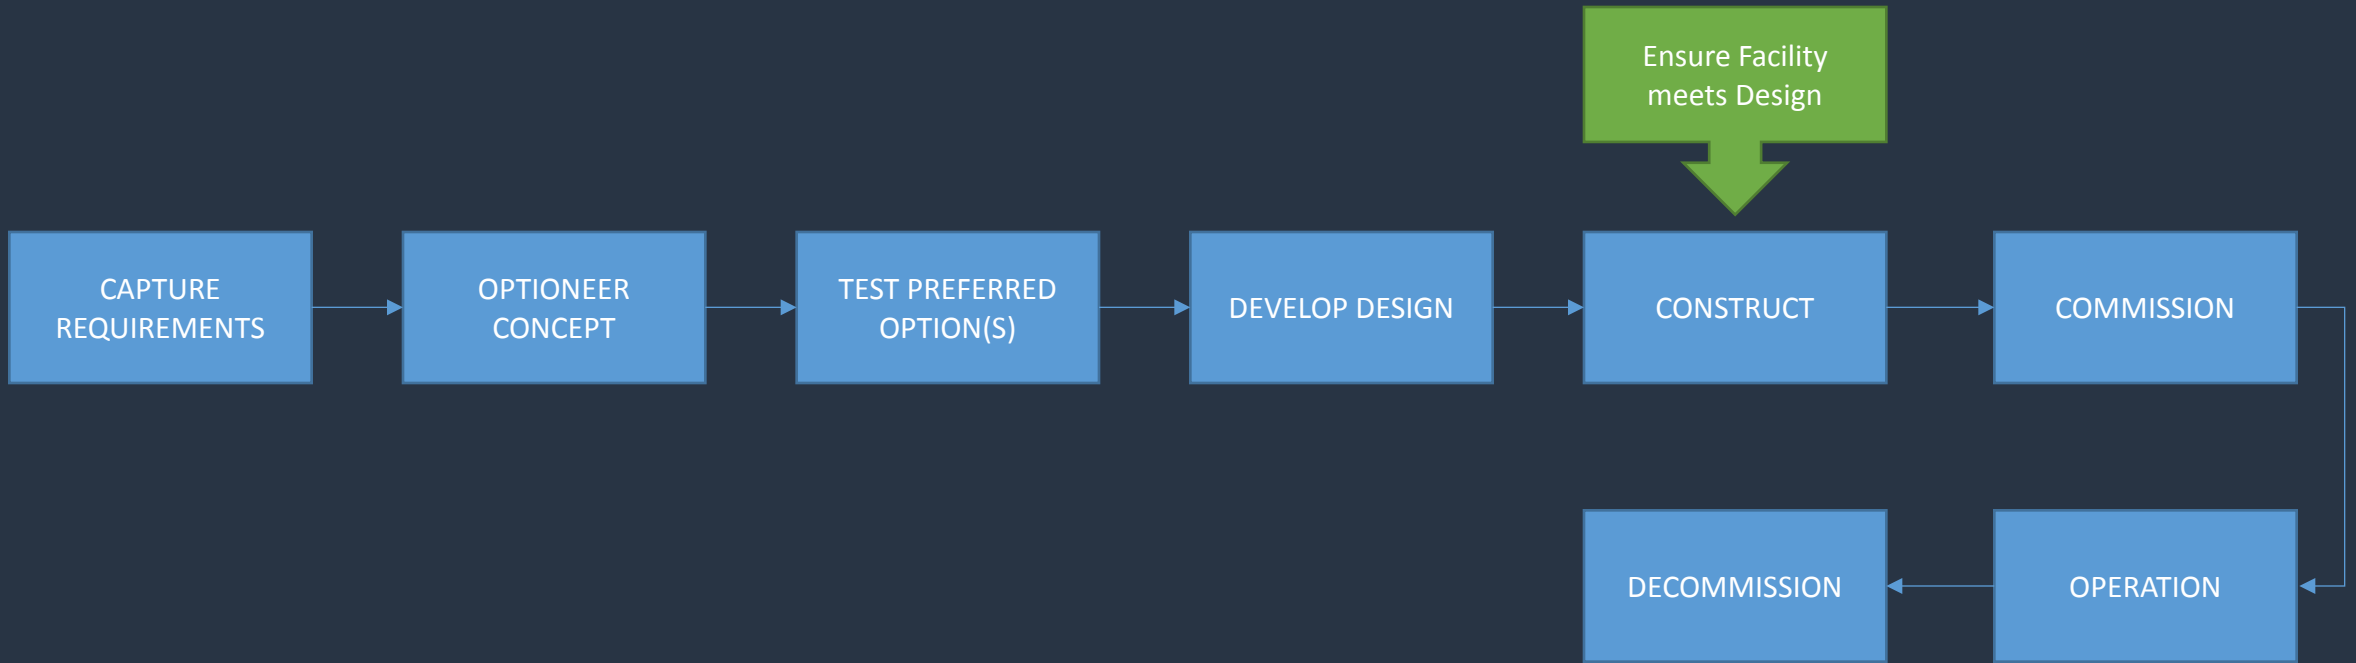 Ensure Facility
meets Design
CAPTURE
REQUIREMENTS
OPTIONEER
CONCEPT
TEST PREFERRED
OPTION(S)
DEVELOP DESIGN
CONSTRUCT
COMMISSION
DECOMMISSION
OPERATION